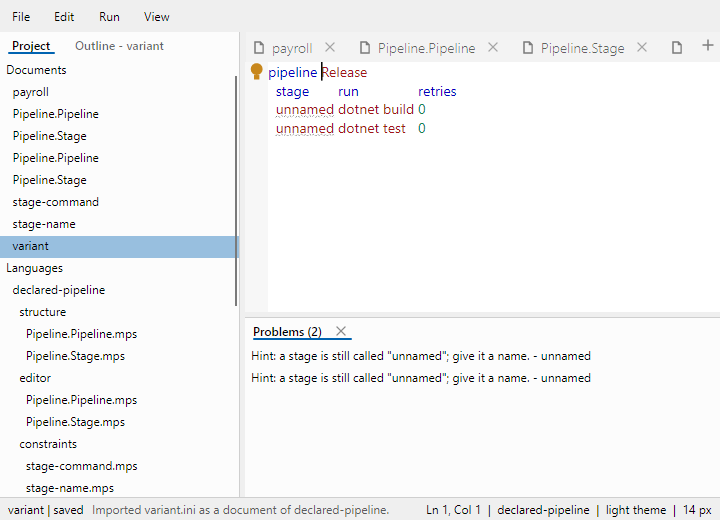 File Edit Run View
Project Outline - variant
Documents
payroll
Pipeline.Pipeline
Pipeline.Stage
Pipeline.Pipeline
Pipeline.Stage
stage-command
stage-name
variant
Languages
declared-pipeline
structure
Pipeline.Pipeline.mps
Pipeline.Stage.mps
editor
Pipeline.Pipeline.mps
Pipeline.Stage.mps
constraints
stage-command.mps
stage-name.mps
payroll Pipeline.Pipeline Pipeline.Stage
pipeline Release
stage run retries
unnamed dotnet build 0
unnamed dotnet test 0
Problems (2)
Hint: a stage is still called "unnamed"; give it a name. - unnamed
Hint: a stage is still called "unnamed"; give it a name. - unnamed
variant | saved Imported variant.ini as a document of declared-pipeline. Ln 1, Col 1 | declared-pipeline | light theme | 14 px